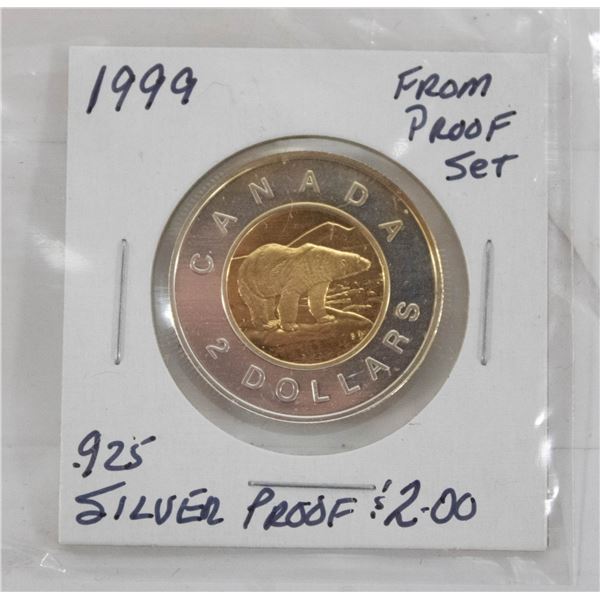 1999
FROM
PROOF
SET
CANADA
2 DOLLARS
.925
SILVER PROOF $2.00